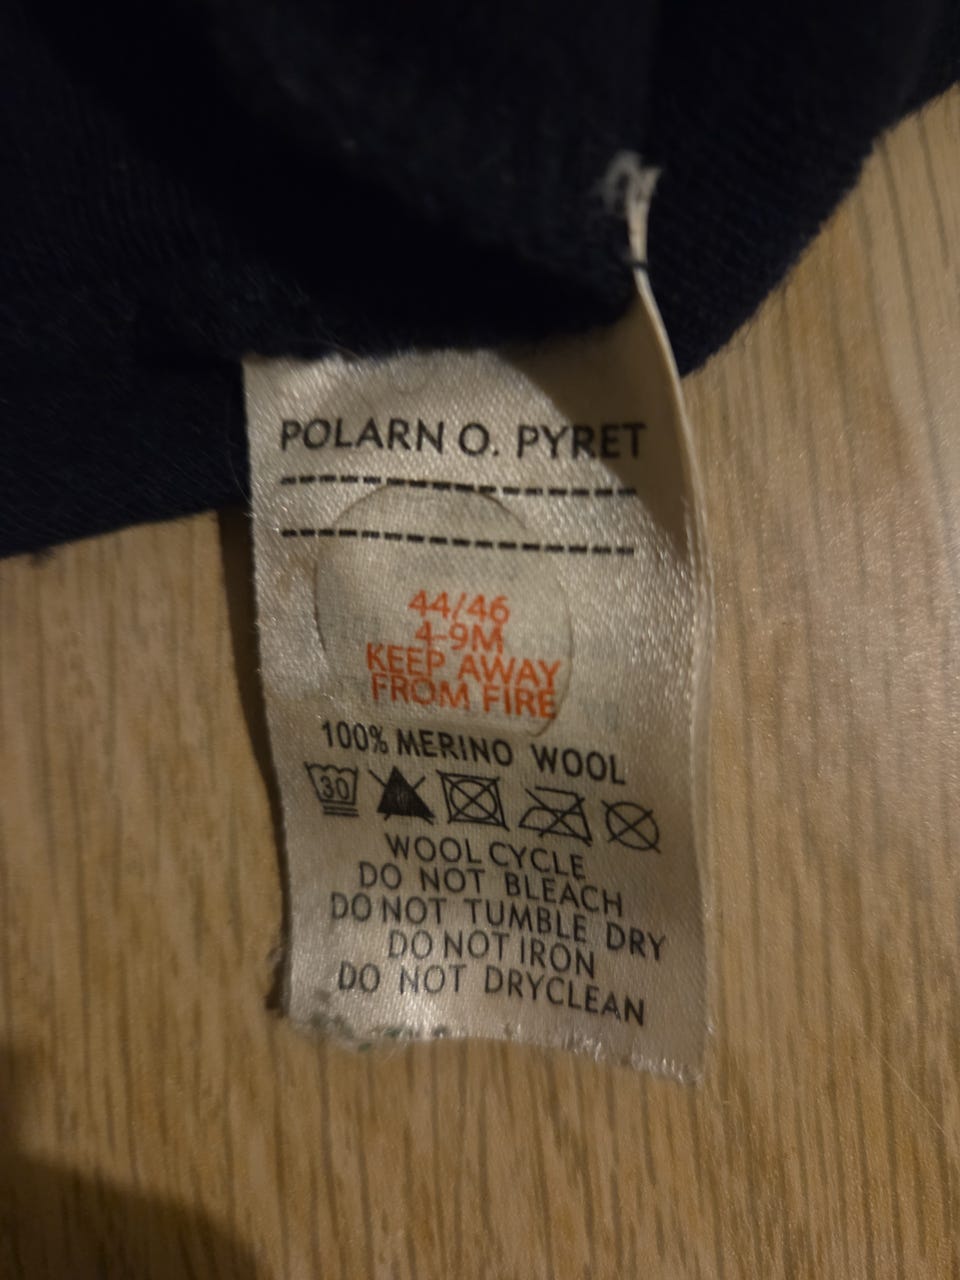 POLARN O. PYRET
44/46
4-9M
KEEP AWAY
FROM FIRE
100% MERINO WOOL
30
WOOL CYCLE
DO NOT BLEACH
DO NOT TUMBLE DRY
DO NOT IRON
DO NOT DRYCLEAN